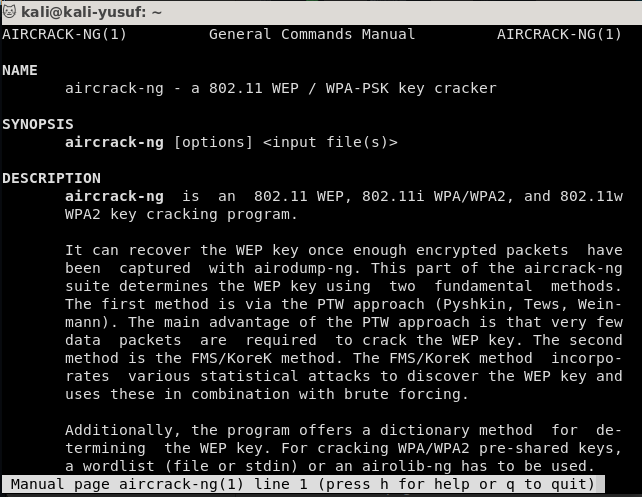 kali@kali-yusuf: ~
AIRCRACK-NG(1) General Commands Manual AIRCRACK-NG(1)
NAME
aircrack-ng - a 802.11 WEP / WPA-PSK key cracker
SYNOPSIS
aircrack-ng [options] <input file(s)>
DESCRIPTION
aircrack-ng is an 802.11 WEP, 802.11i WPA/WPA2, and 802.11w
WPA2 key cracking program.
It can recover the WEP key once enough encrypted packets have
been captured with airodump-ng. This part of the aircrack-ng
suite determines the WEP key using two fundamental methods.
The first method is via the PTW approach (Pyshkin, Tews, Wein-
mann). The main advantage of the PTW approach is that very few
data packets are required to crack the WEP key. The second
method is the FMS/KoreK method. The FMS/KoreK method incorpo-
rates various statistical attacks to discover the WEP key and
uses these in combination with brute forcing.
Additionally, the program offers a dictionary method for de-
termining the WEP key. For cracking WPA/WPA2 pre-shared keys,
a wordlist (file or stdin) or an airolib-ng has to be used.
Manual page aircrack-ng(1) line 1 (press h for help or q to quit)